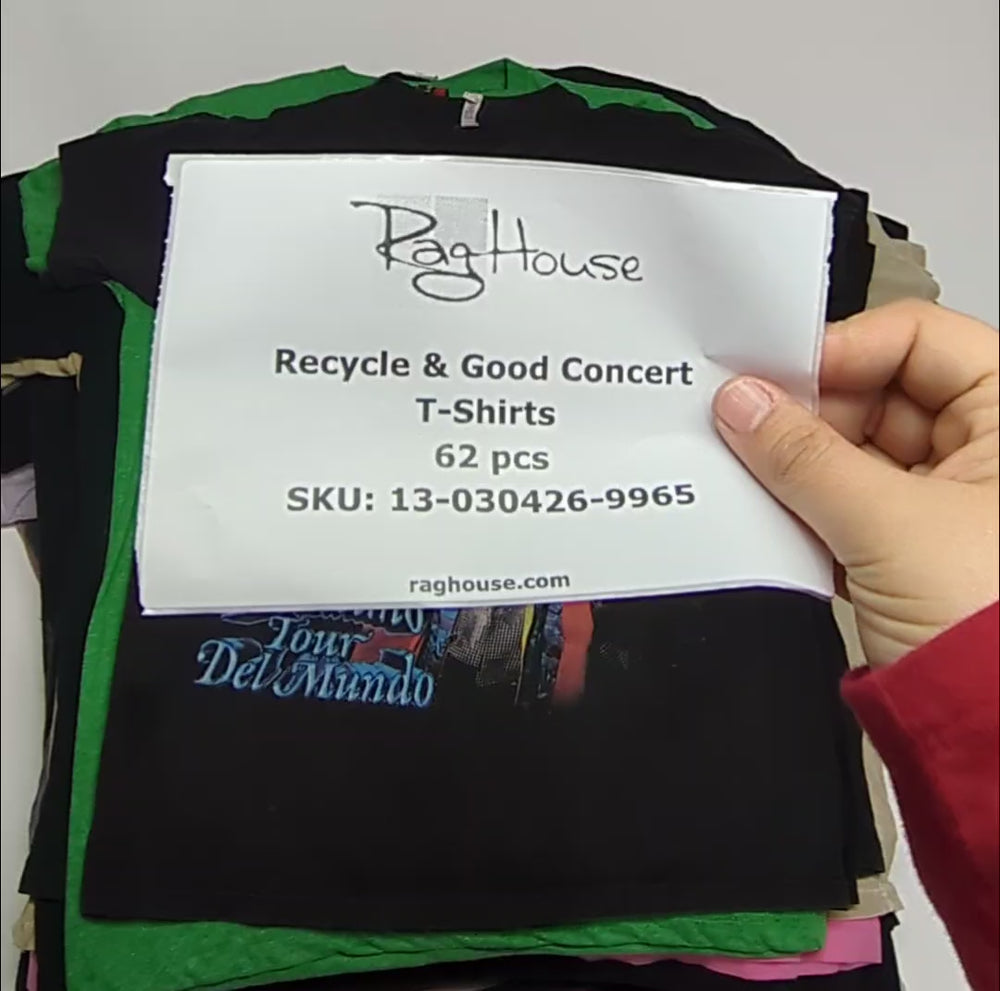 RagHouse
Recycle & Good Concert
T-Shirts
62 pcs
SKU: 13-030426-9965
raghouse.com
Tour
Del Mundo